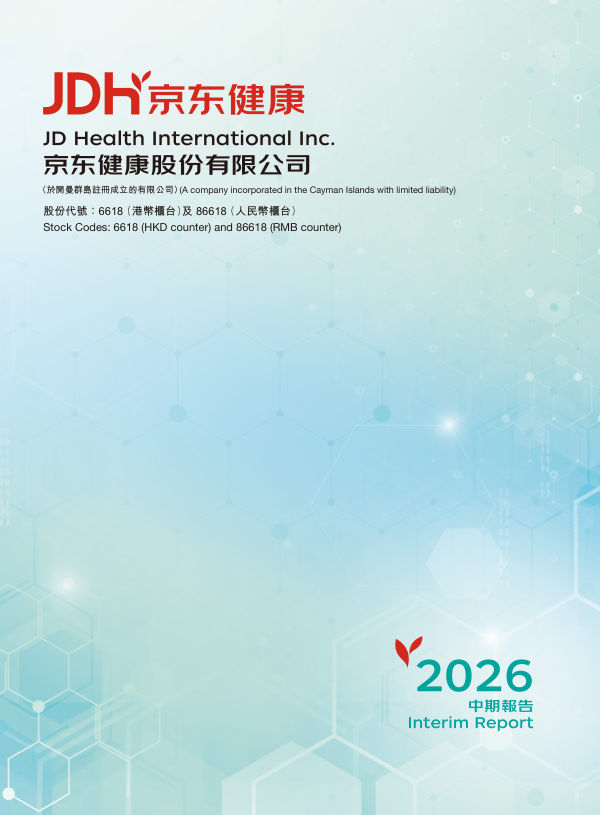 JDH 京东健康
JD Health International Inc.
京东健康股份有限公司
（於開曼群島註冊成立的有限公司）(A company incorporated in the Cayman Islands with limited liability)
股份代號：6618（港幣櫃台）及 86618（人民幣櫃台）
Stock Codes: 6618 (HKD counter) and 86618 (RMB counter)
2026
中期報告
Interim Report